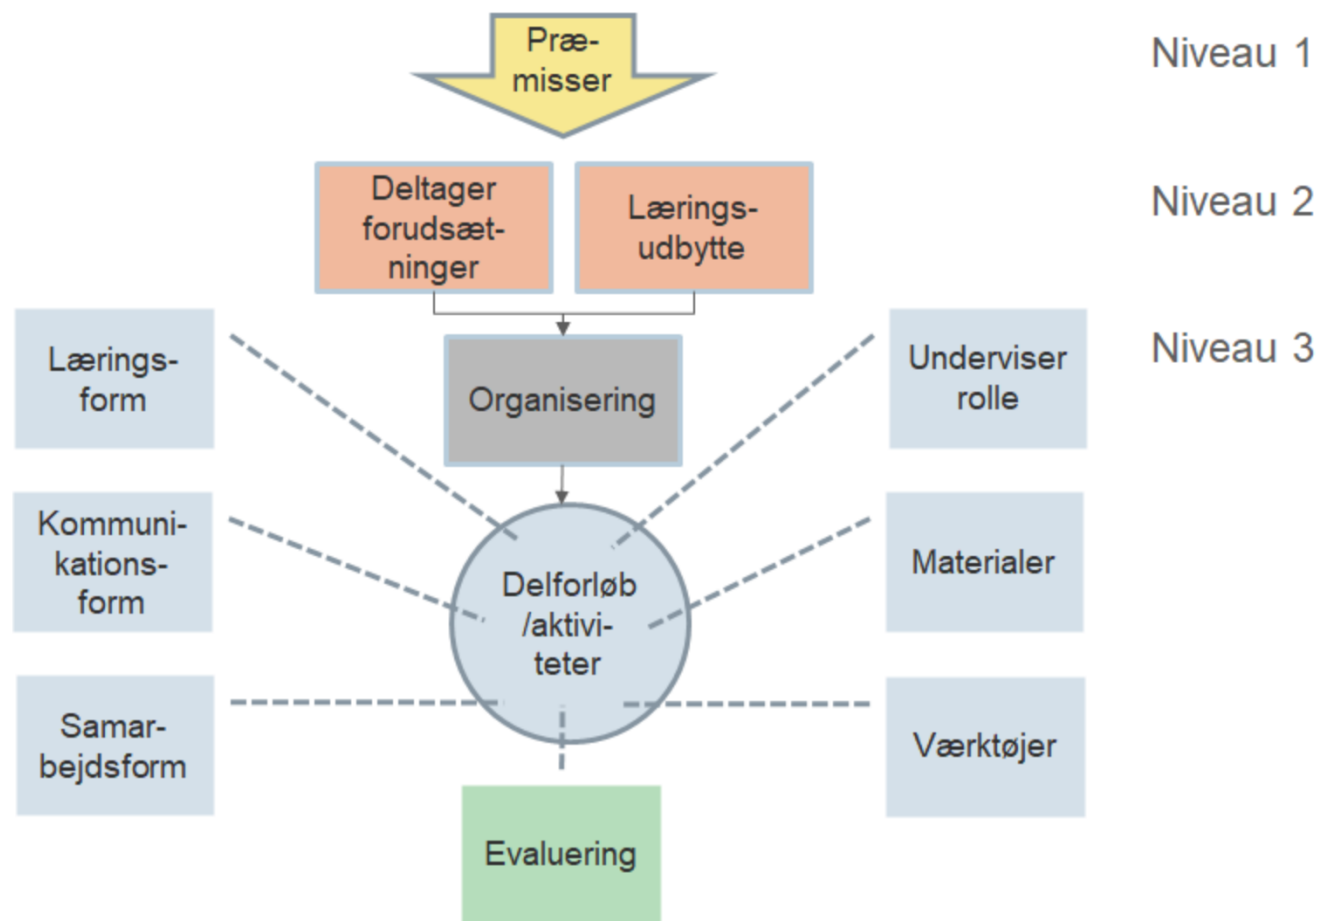 Præ-
misser
Niveau 1
Deltager
forudsæt-
ninger
Lærings-
udbytte
Niveau 2
Lærings-
form
Organisering
Underviser
rolle
Niveau 3
Kommuni-
kations-
form
Delforløb
/aktivi-
teter
Materialer
Samar-
bejdsform
Værktøjer
Evaluering